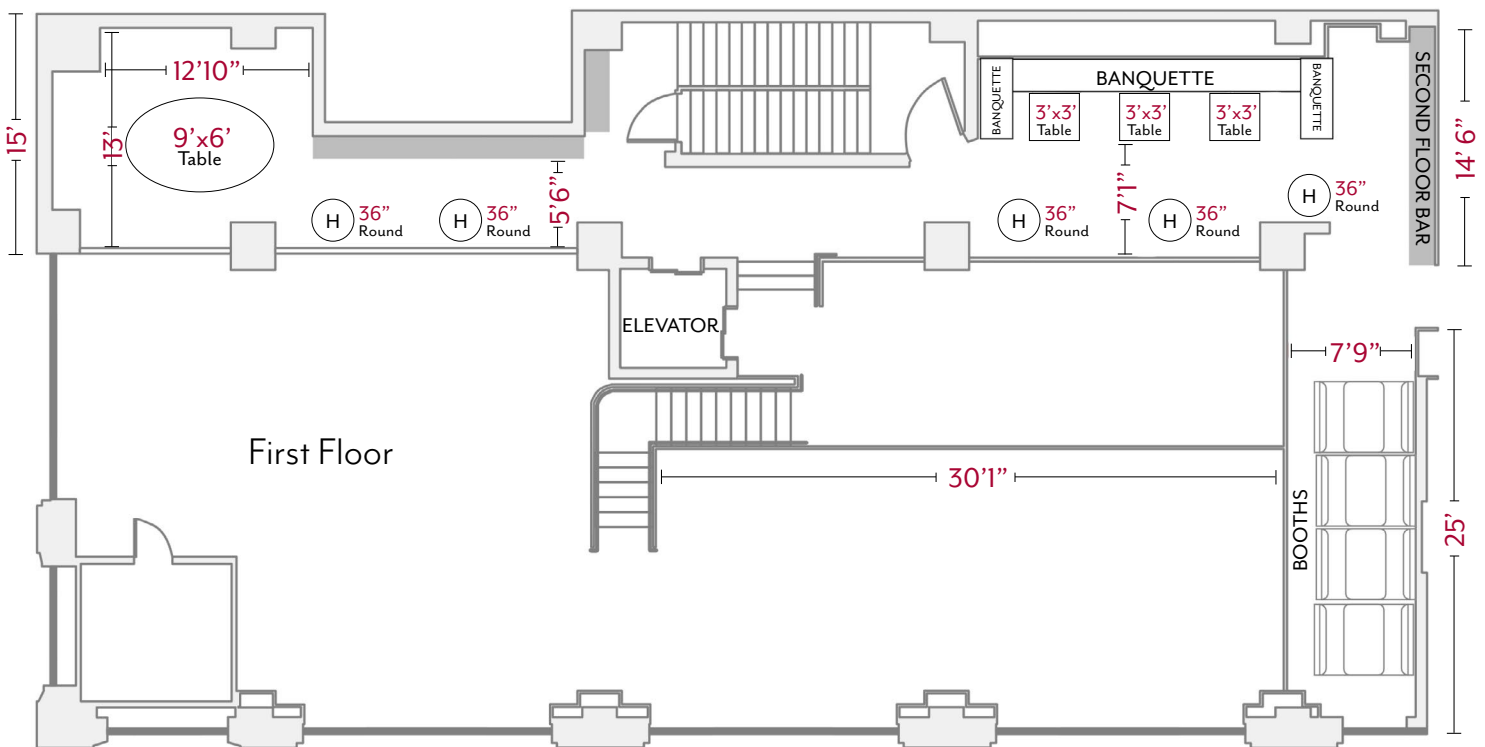 15'
13'
12'10”
9'x6'
Table
H
36”
Round
H
36”
Round
5'6”
BANQUETTE
BANQUETTE
BANQUETTE
3'x3'
Table
3'x3'
Table
3'x3'
Table
7'1”
H
36”
Round
H
36”
Round
H
36”
Round
SECOND FLOOR BAR
14' 6”
ELEVATOR
First Floor
30'1”
7'9”
BOOTHS
25'